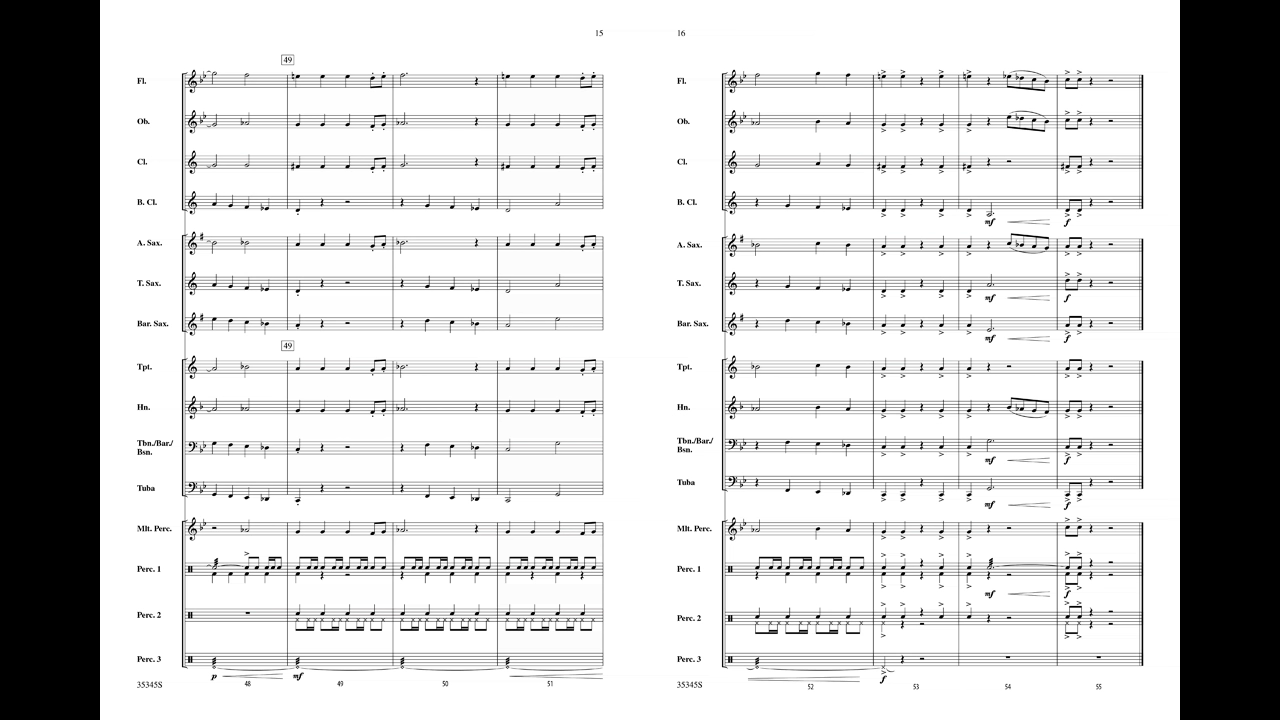 15
49
Fl.
Ob.
Cl.
B. Cl.
A. Sax.
T. Sax.
Bar. Sax.
49
Tpt.
Hn.
Tbn./Bar./
Bsn.
Tuba
Mlt. Perc.
Perc. 1
Perc. 2
Perc. 3
p mf
35345S 48 49 50 51
16
Fl.
Ob.
Cl.
B. Cl.
mf f
A. Sax.
T. Sax.
mf f
Bar. Sax.
mf f
Tpt.
Hn.
Tbn./Bar./
Bsn.
mf f
Tuba
mf f
Mlt. Perc.
Perc. 1
mf f
Perc. 2
Perc. 3
f
35345S 52 53 54 55